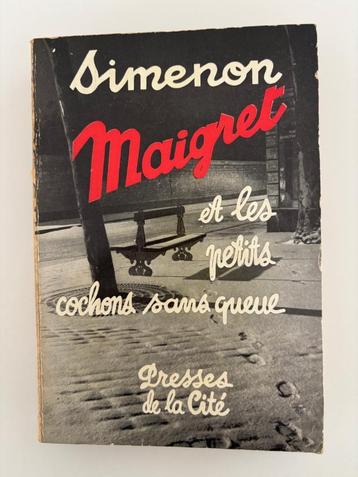 Simenon
Maigret
et les
petits
cochons sans queue
Presses
de la Cité